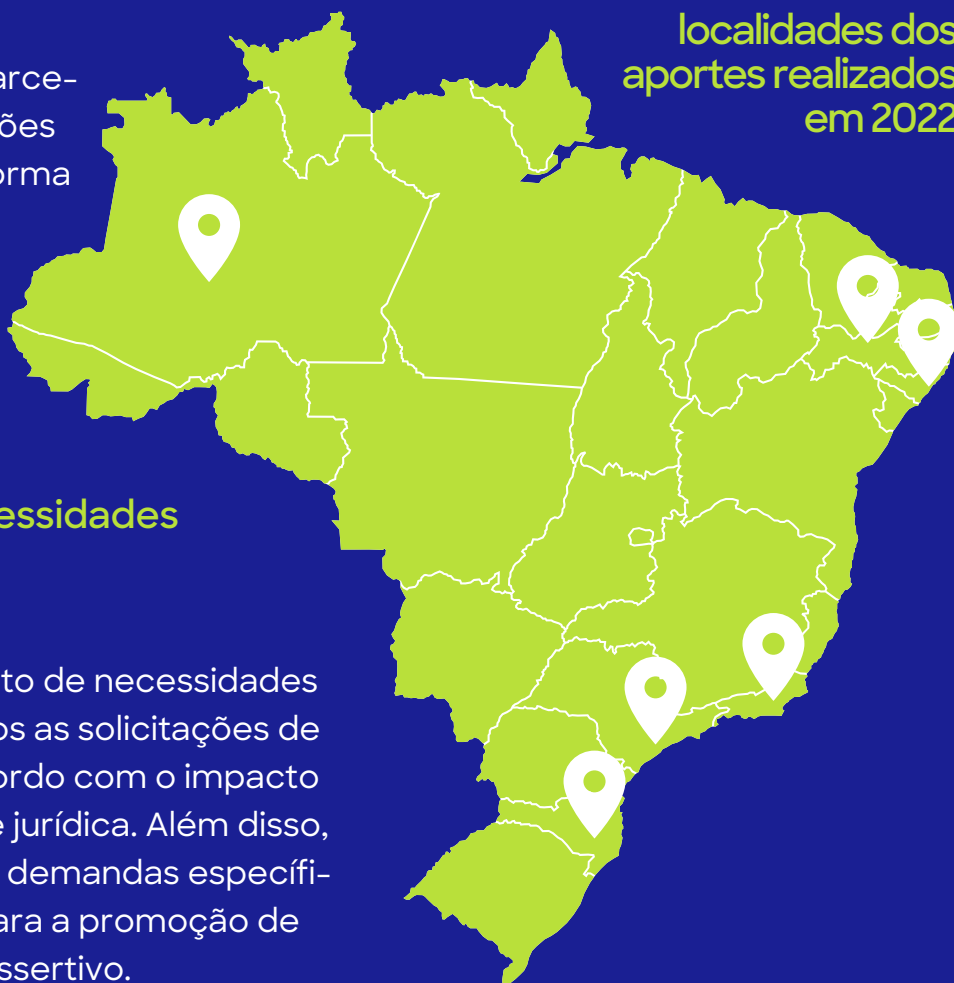 localidades dos
aportes realizados
em 2022
arce-
ões
orma
essidades
to de necessidades
os as solicitações de
ordo com o impacto
e jurídica. Além disso,
demandas específi-
ara a promoção de
ssertivo.